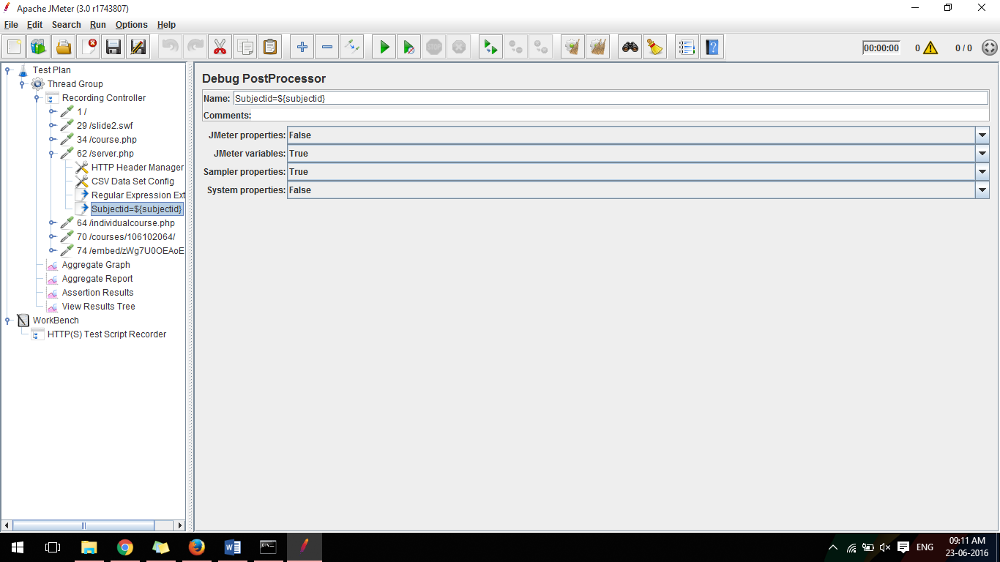 Apache JMeter (3.0 r1743807)
File Edit Search Run Options Help
00:00:00 0 0 / 0
Test Plan
Thread Group
Recording Controller
1 /
29 /slide2.swf
34 /course.php
62 /server.php
HTTP Header Manager
CSV Data Set Config
Regular Expression Ext
Subjectid=${subjectid}
64 /individualcourse.php
70 /courses/106102064/
74 /embed/zWg7U0OEAoE
Aggregate Graph
Aggregate Report
Assertion Results
View Results Tree
WorkBench
HTTP(S) Test Script Recorder
Debug PostProcessor
Name: Subjectid=${subjectid}
Comments:
JMeter properties: False
JMeter variables: True
Sampler properties: True
System properties: False
ENG
09:11 AM
23-06-2016